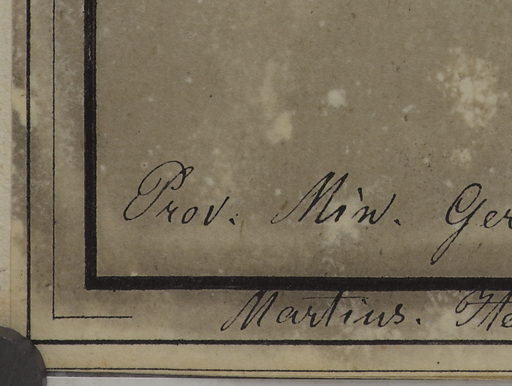 Prov. Min. Ger
Martius.